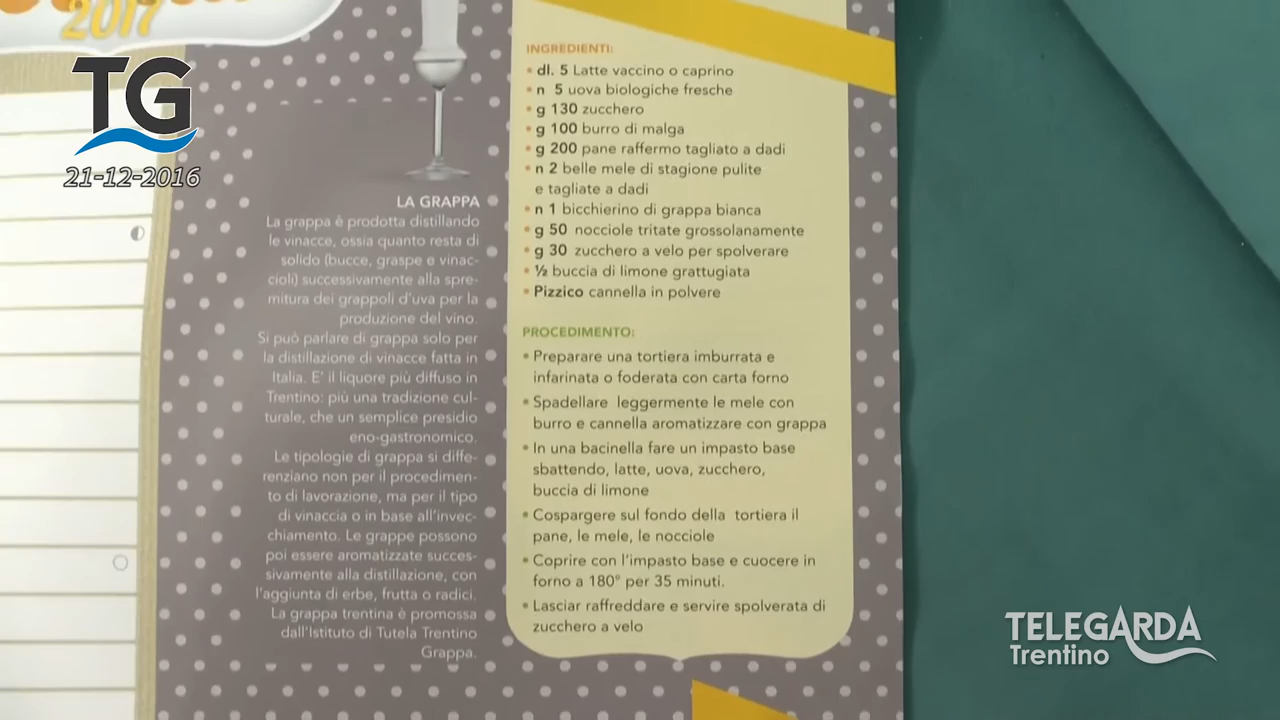 2017
TG
21-12-2016
LA GRAPPA
La grappa è prodotta distillando
le vinacce, ossia quanto resta di
solido (bucce, graspe e vinac-
cioli) successivamente alla spre-
mitura dei grappoli d'uva per la
produzione del vino.
Si può parlare di grappa solo per
la distillazione di vinacce fatta in
Italia. E' il liquore più diffuso in
Trentino: più una tradizione cul-
turale, che un semplice presidio
eno-gastronomico.
Le tipologie di grappa si diffe-
renziano non per il procedimen-
to di lavorazione, ma per il tipo
di vinaccia o in base all'invec-
chiamento. Le grappe possono
poi essere aromatizzate succes-
sivamente alla distillazione, con
l'aggiunta di erbe, frutta o radici.
La grappa trentina è promossa
dall'Istituto di Tutela Trentino
Grappa.
INGREDIENTI:
• dl. 5 Latte vaccino o caprino
• n 5 uova biologiche fresche
• g 130 zucchero
• g 100 burro di malga
• g 200 pane raffermo tagliato a dadi
• n 2 belle mele di stagione pulite
e tagliate a dadi
• n 1 bicchierino di grappa bianca
• g 50 nocciole tritate grossolanamente
• g 30 zucchero a velo per spolverare
• ½ buccia di limone grattugiata
• Pizzico cannella in polvere
PROCEDIMENTO:
• Preparare una tortiera imburrata e
infarinata o foderata con carta forno
• Spadellare leggermente le mele con
burro e cannella aromatizzare con grappa
• In una bacinella fare un impasto base
sbattendo, latte, uova, zucchero,
buccia di limone
• Cospargere sul fondo della tortiera il
pane, le mele, le nocciole
• Coprire con l'impasto base e cuocere in
forno a 180° per 35 minuti.
• Lasciar raffreddare e servire spolverata di
zucchero a velo
TELEGARDA
Trentino